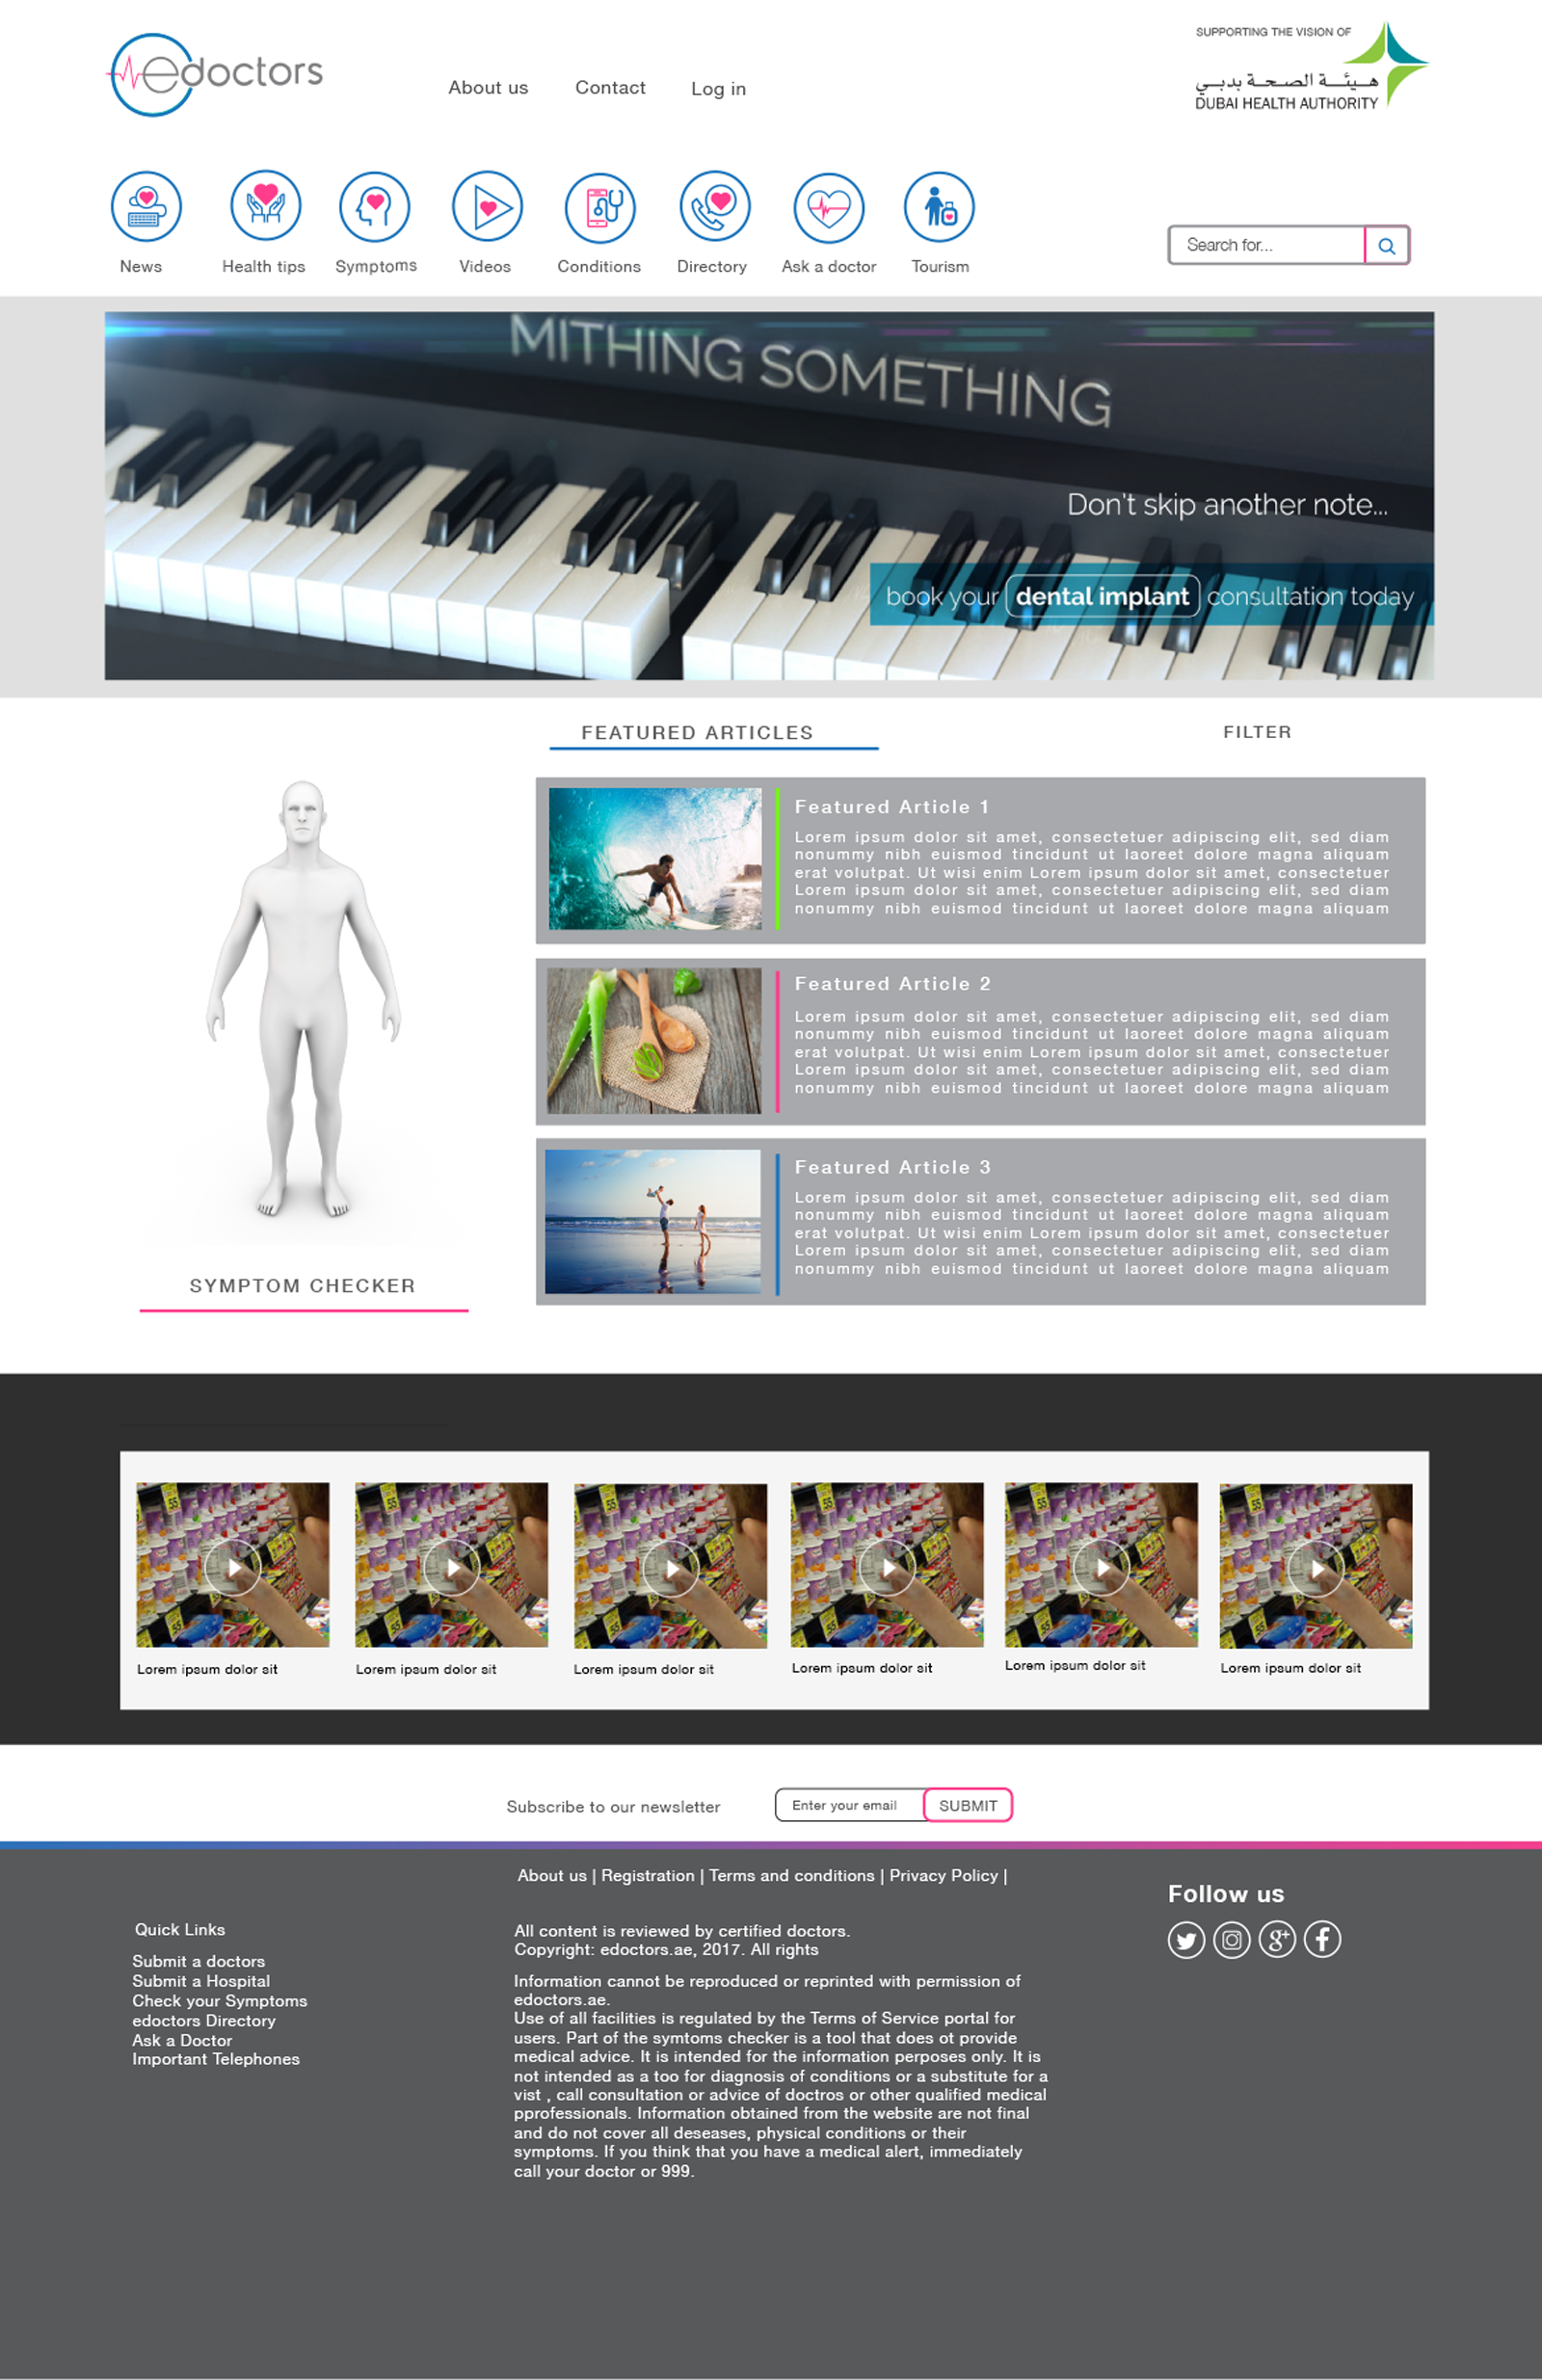 edoctors
About us
Contact
Log in
SUPPORTING THE VISION OF
هيئة الصحة بدبي
DUBAI HEALTH AUTHORITY
News
Health tips
Symptoms
Videos
Conditions
Directory
Ask a doctor
Tourism
Search for...
MITHING SOMETHING
Don't skip another note...
book your dental implant consultation today
FEATURED ARTICLES
FILTER
Featured Article 1
Lorem ipsum dolor sit amet, consectetuer adipiscing elit, sed diam
nonummy nibh euismod tincidunt ut laoreet dolore magna aliquam
erat volutpat. Ut wisi enim Lorem ipsum dolor sit amet, consectetuer
Lorem ipsum dolor sit amet, consectetuer adipiscing elit, sed diam
nonummy nibh euismod tincidunt ut laoreet dolore magna aliquam
Featured Article 2
Lorem ipsum dolor sit amet, consectetuer adipiscing elit, sed diam
nonummy nibh euismod tincidunt ut laoreet dolore magna aliquam
erat volutpat. Ut wisi enim Lorem ipsum dolor sit amet, consectetuer
Lorem ipsum dolor sit amet, consectetuer adipiscing elit, sed diam
nonummy nibh euismod tincidunt ut laoreet dolore magna aliquam
Featured Article 3
Lorem ipsum dolor sit amet, consectetuer adipiscing elit, sed diam
nonummy nibh euismod tincidunt ut laoreet dolore magna aliquam
erat volutpat. Ut wisi enim Lorem ipsum dolor sit amet, consectetuer
Lorem ipsum dolor sit amet, consectetuer adipiscing elit, sed diam
nonummy nibh euismod tincidunt ut laoreet dolore magna aliquam
SYMPTOM CHECKER
55
55
55
55
55
55
Lorem ipsum dolor sit
Lorem ipsum dolor sit
Lorem ipsum dolor sit
Lorem ipsum dolor sit
Lorem ipsum dolor sit
Lorem ipsum dolor sit
Subscribe to our newsletter
Enter your email
SUBMIT
About us | Registration | Terms and conditions | Privacy Policy |
Quick Links
Submit a doctors
Submit a Hospital
Check your Symptoms
edoctors Directory
Ask a Doctor
Important Telephones
All content is reviewed by certified doctors.
Copyright: edoctors.ae, 2017. All rights
Information cannot be reproduced or reprinted with permission of
edoctors.ae.
Use of all facilities is regulated by the Terms of Service portal for
users. Part of the symtoms checker is a tool that does ot provide
medical advice. It is intended for the information perposes only. It is
not intended as a too for diagnosis of conditions or a substitute for a
vist , call consultation or advice of doctros or other qualified medical
pprofessionals. Information obtained from the website are not final
and do not cover all deseases, physical conditions or their
symptoms. If you think that you have a medical alert, immediately
call your doctor or 999.
Follow us